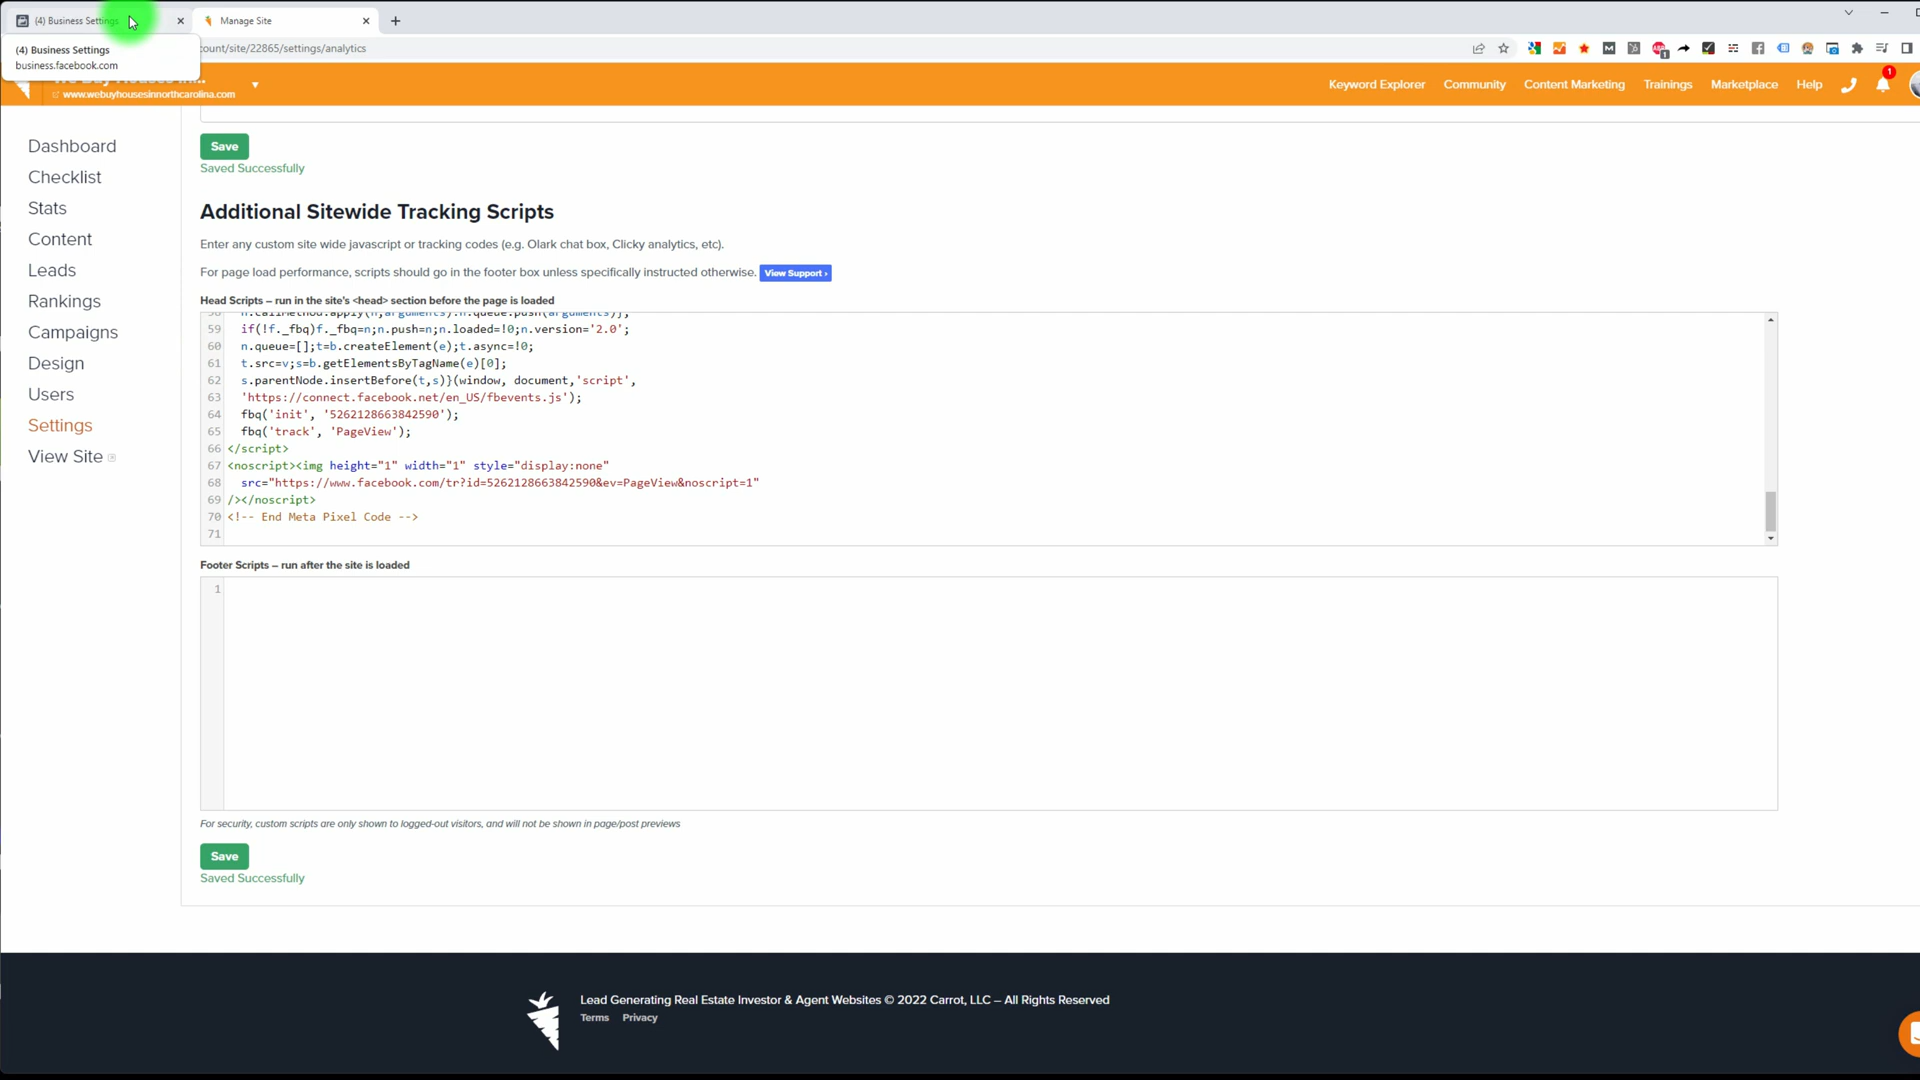 (4) Business Settings
Manage Site
(4) Business Settings
business.facebook.com
count/site/22865/settings/analytics
www.webuyhousesinnorthcarolina.com
Keyword Explorer
Community
Content Marketing
Trainings
Marketplace
Help
1
Dashboard
Checklist
Stats
Content
Leads
Rankings
Campaigns
Design
Users
Settings
View Site
Save
Saved Successfully
Additional Sitewide Tracking Scripts
Enter any custom site wide javascript or tracking codes (e.g. Olark chat box, Clicky analytics, etc).
For page load performance, scripts should go in the footer box unless specifically instructed otherwise. View Support ›
Head Scripts – run in the site's <head> section before the page is loaded
58 n.callMethod.apply(n,arguments):n.queue.push(arguments)};
59 if(!f._fbq)f._fbq=n;n.push=n;n.loaded=!0;n.version='2.0';
60 n.queue=[];t=b.createElement(e);t.async=!0;
61 t.src=v;s=b.getElementsByTagName(e)[0];
62 s.parentNode.insertBefore(t,s)}(window, document,'script',
63 'https://connect.facebook.net/en_US/fbevents.js');
64 fbq('init', '5262128663842590');
65 fbq('track', 'PageView');
66 </script>
67 <noscript><img height="1" width="1" style="display:none"
68 src="https://www.facebook.com/tr?id=5262128663842590&ev=PageView&noscript=1"
69 /></noscript>
70 <!-- End Meta Pixel Code -->
71
Footer Scripts – run after the site is loaded
1
For security, custom scripts are only shown to logged-out visitors, and will not be shown in page/post previews
Save
Saved Successfully
Lead Generating Real Estate Investor & Agent Websites © 2022 Carrot, LLC – All Rights Reserved
Terms Privacy